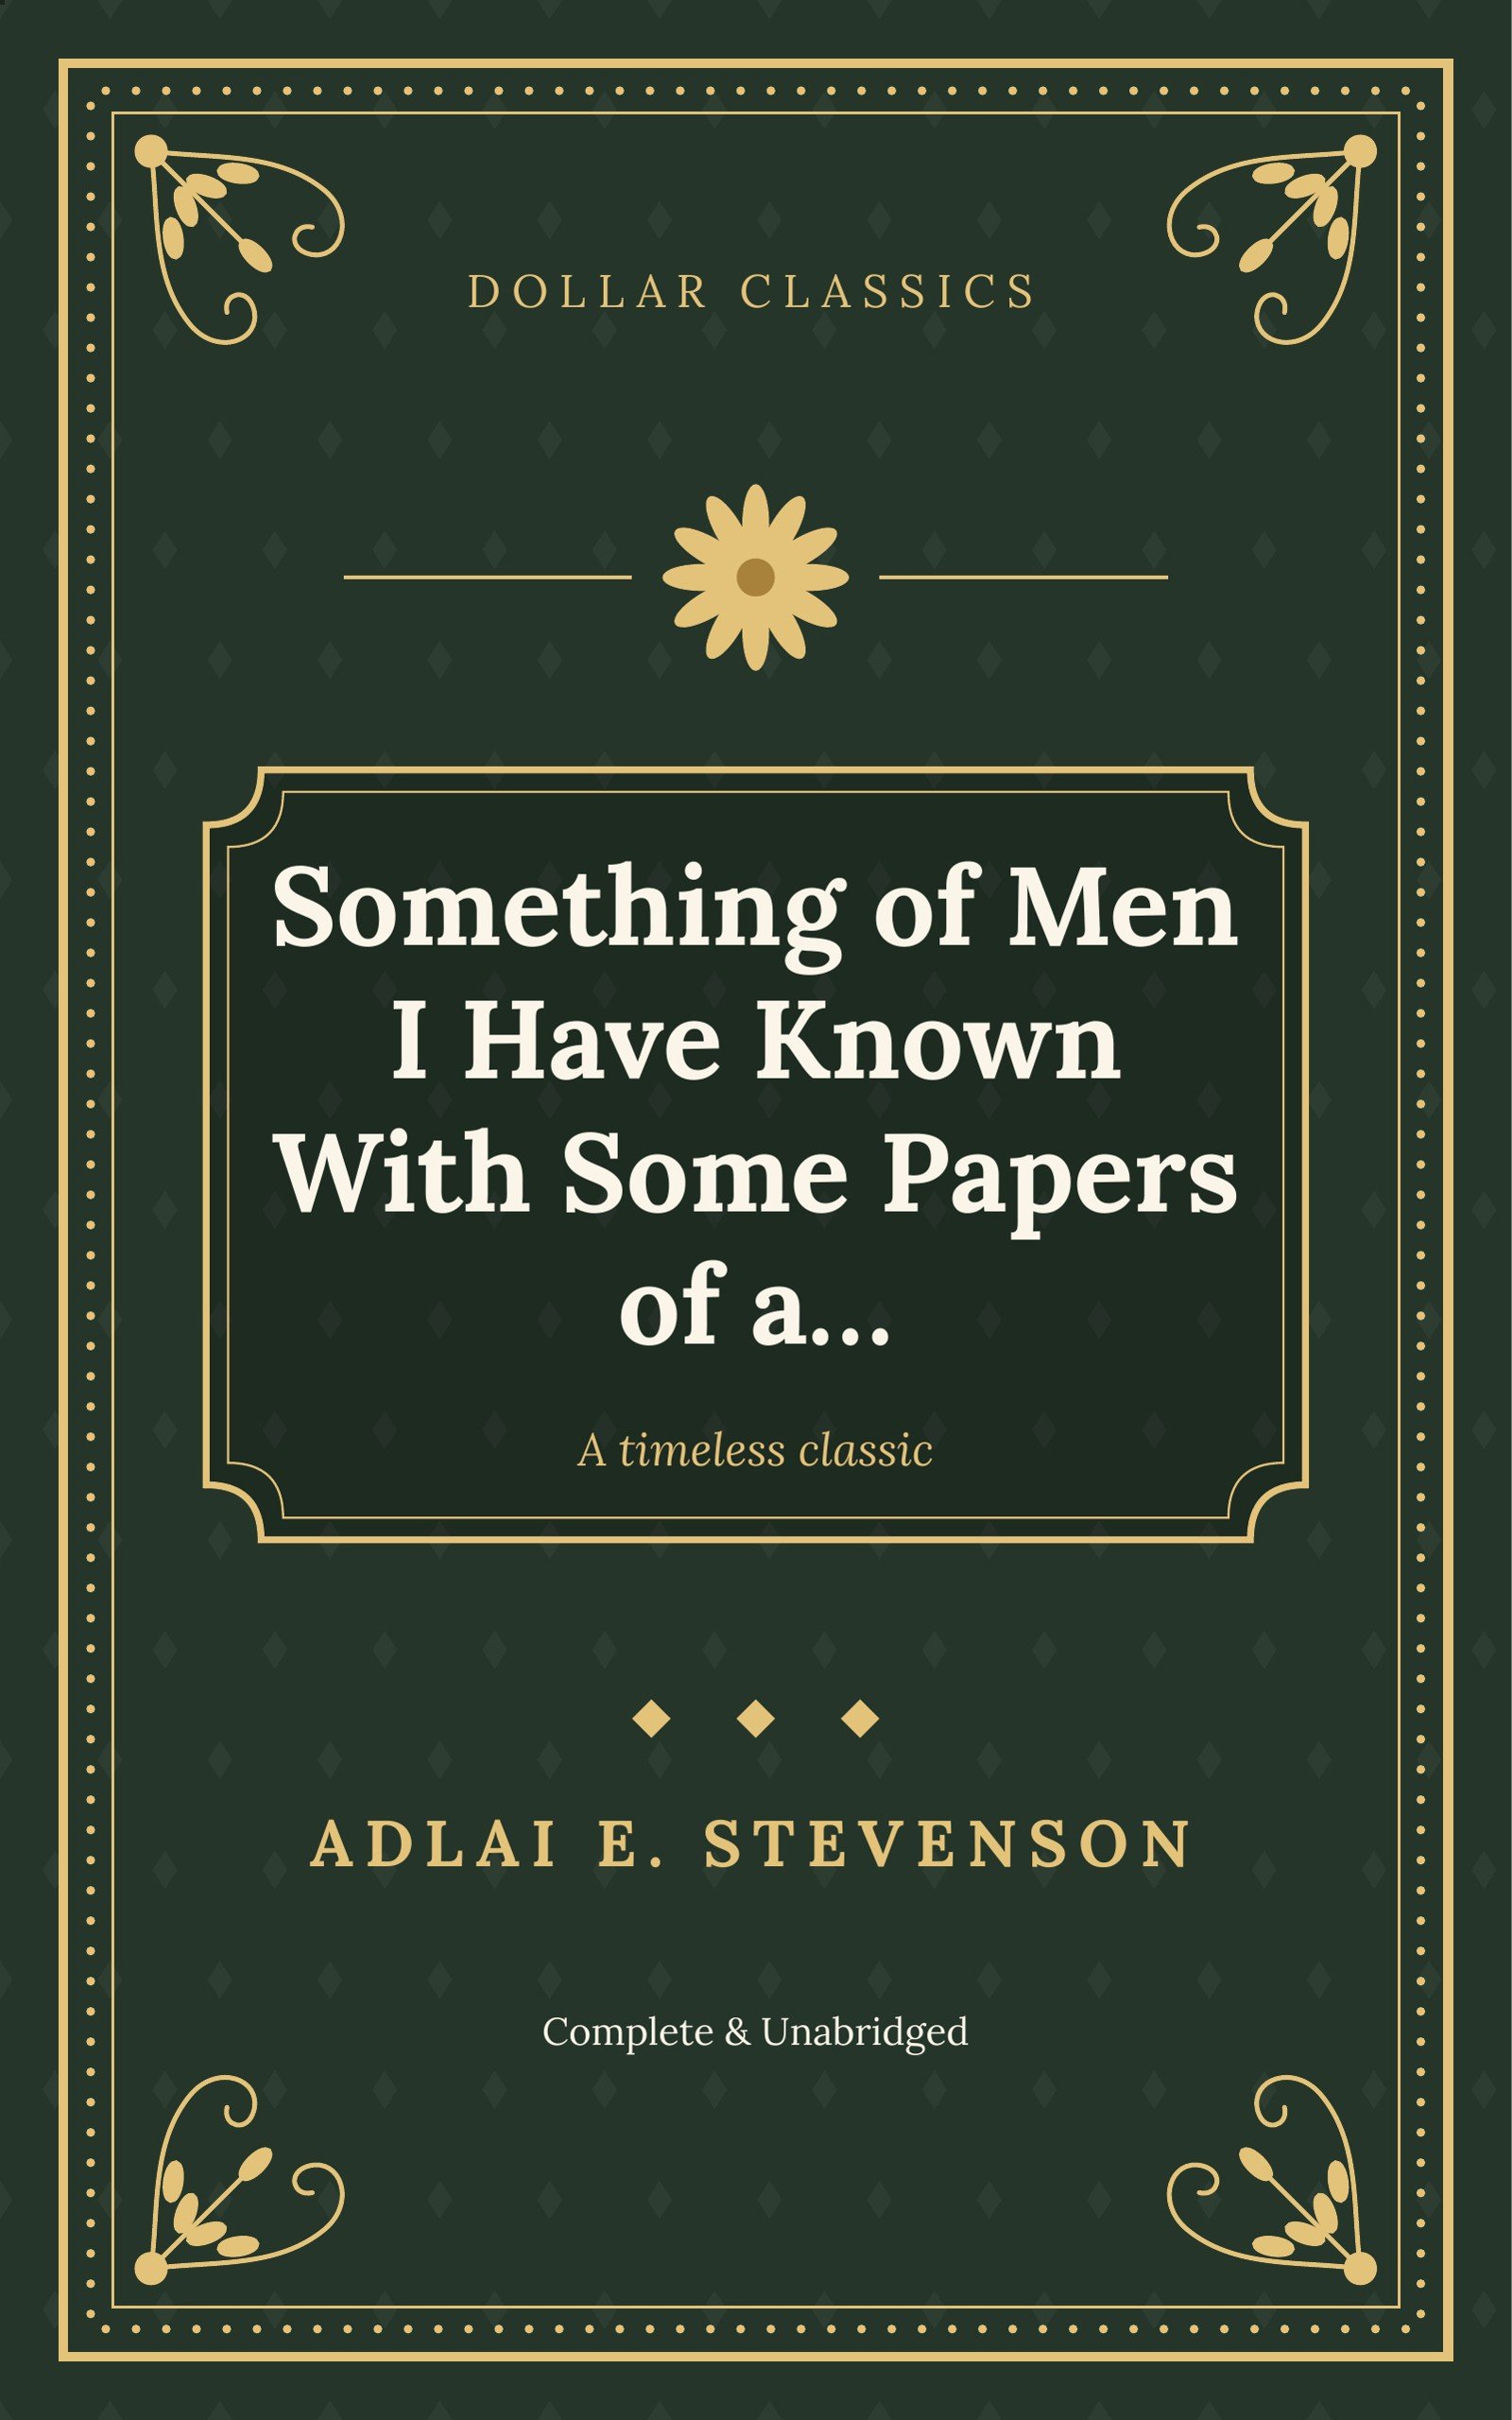 DOLLAR CLASSICS
Something of Men
I Have Known
With Some Papers
of a...
A timeless classic
ADLAI E. STEVENSON
Complete & Unabridged